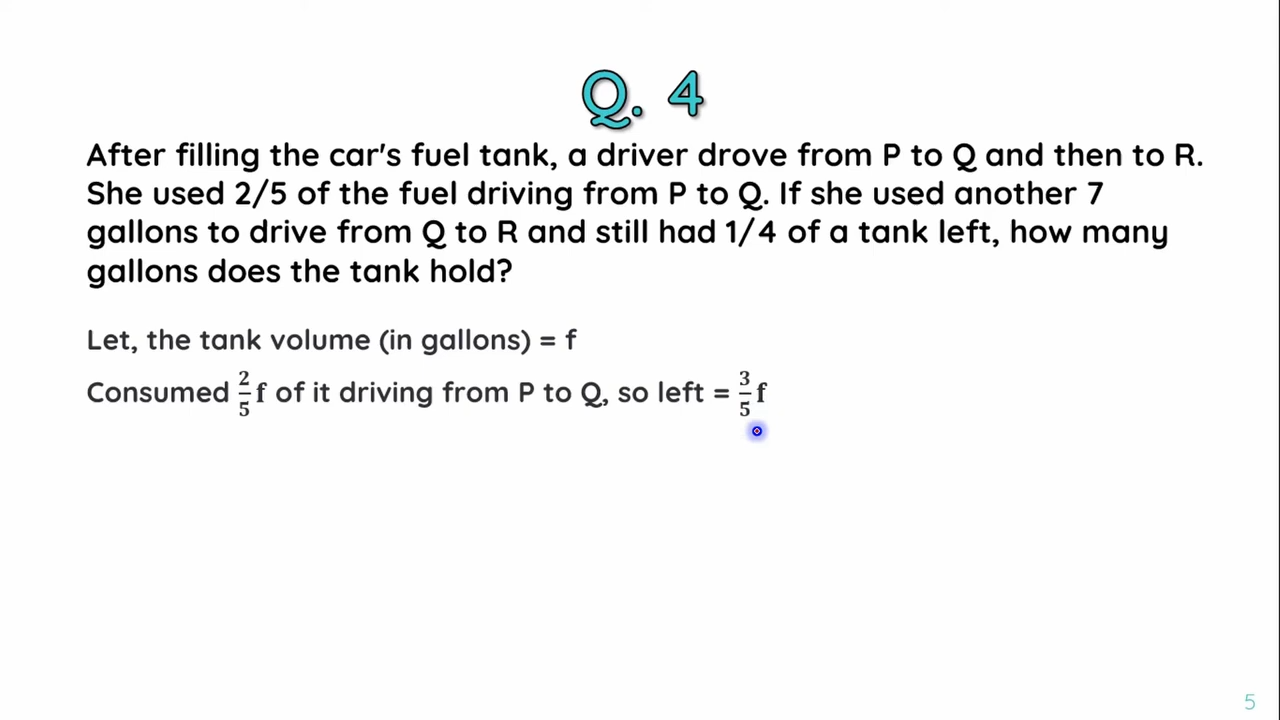 Q. 4
After filling the car's fuel tank, a driver drove from P to Q and then to R.
She used 2/5 of the fuel driving from P to Q. If she used another 7
gallons to drive from Q to R and still had 1/4 of a tank left, how many
gallons does the tank hold?
Let, the tank volume (in gallons) = f
Consumed 2/5 f of it driving from P to Q, so left = 3/5 f
5